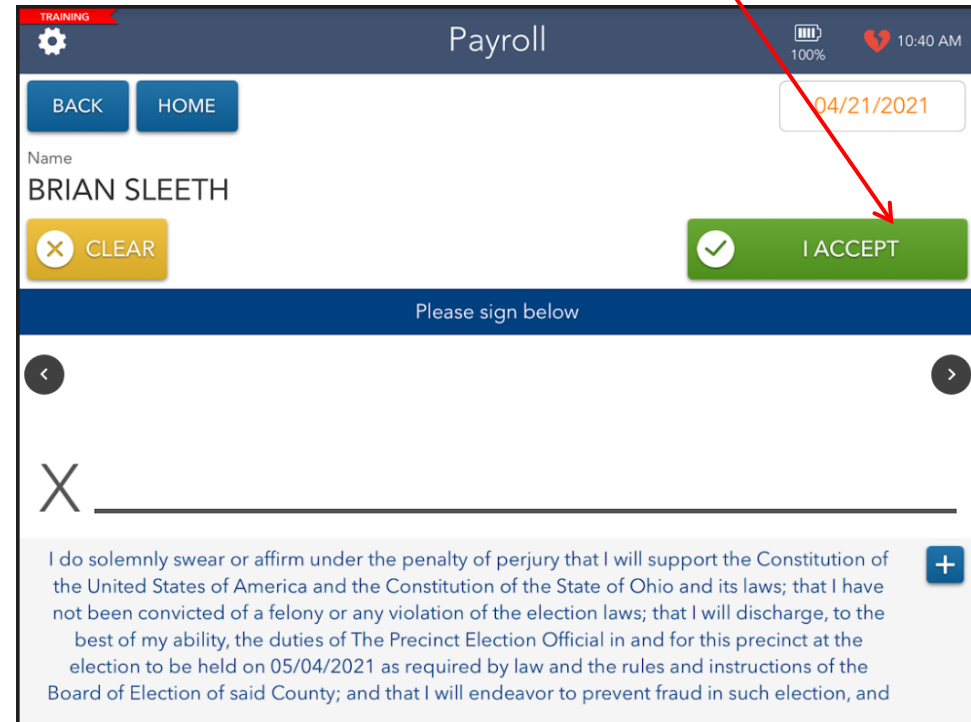 TRAINING
Payroll
100%
10:40 AM
BACK
HOME
04/21/2021
Name
BRIAN SLEETH
CLEAR
I ACCEPT
Please sign below
X
I do solemnly swear or affirm under the penalty of perjury that I will support the Constitution of
the United States of America and the Constitution of the State of Ohio and its laws; that I have
not been convicted of a felony or any violation of the election laws; that I will discharge, to the
best of my ability, the duties of The Precinct Election Official in and for this precinct at the
election to be held on 05/04/2021 as required by law and the rules and instructions of the
Board of Election of said County; and that I will endeavor to prevent fraud in such election, and